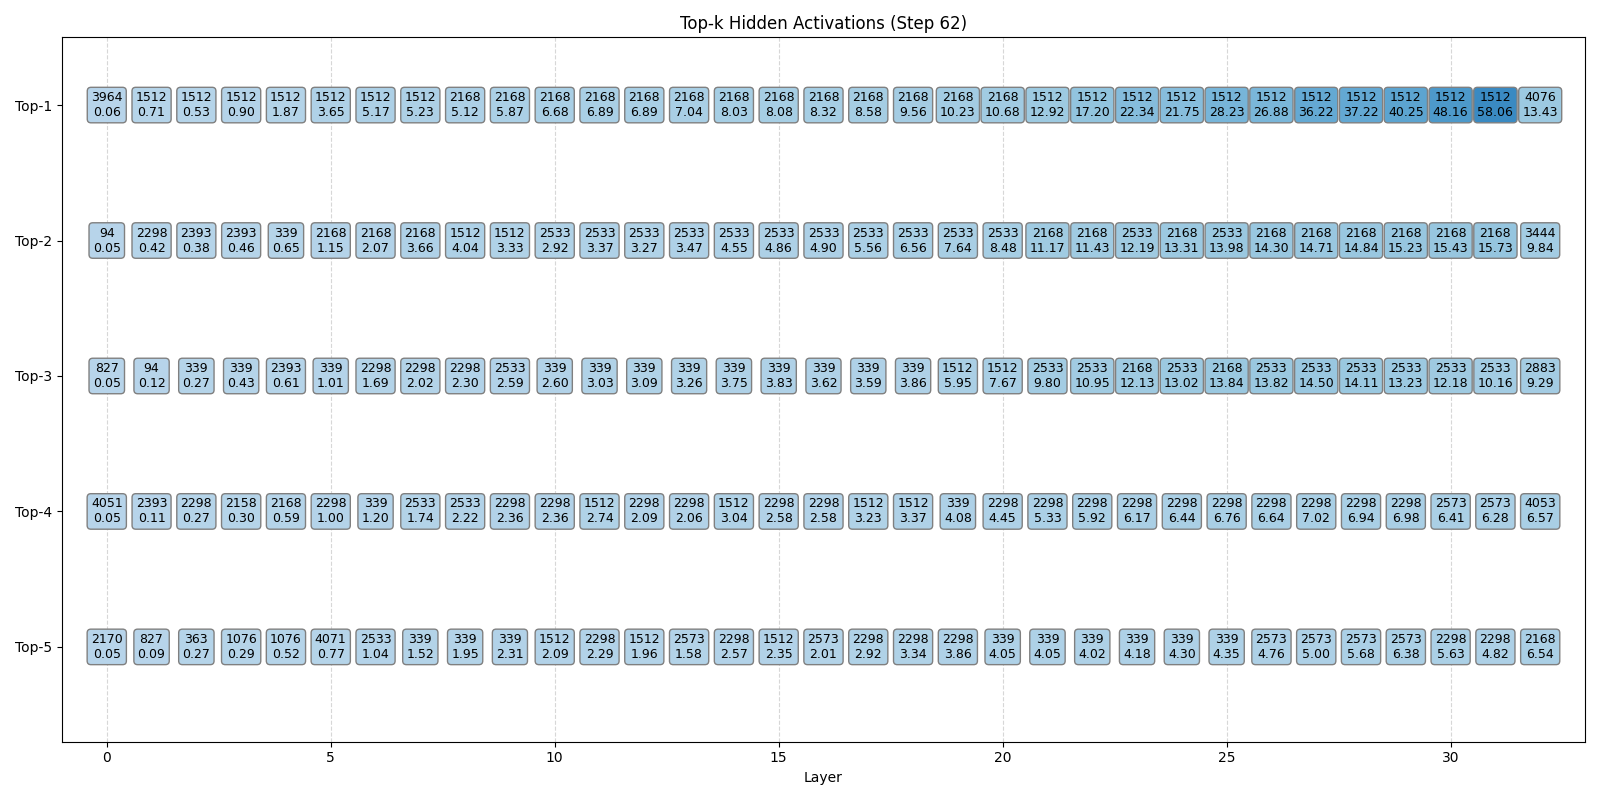 Top-k Hidden Activations (Step 62)
Top-1
3964 1512 1512 1512 1512 1512 1512 1512 2168 2168 2168 2168 2168 2168 2168 2168 2168 2168 2168 2168 2168 1512 1512 1512 1512 1512 1512 1512 1512 1512 1512 1512 4076
0.06 0.71 0.53 0.90 1.87 3.65 5.17 5.23 5.12 5.87 6.68 6.89 6.89 7.04 8.03 8.08 8.32 8.58 9.56 10.23 10.68 12.92 17.20 22.34 21.75 28.23 26.88 36.22 37.22 40.25 48.16 58.06 13.43
Top-2
94 2298 2393 2393 339 2168 2168 2168 1512 1512 2533 2533 2533 2533 2533 2533 2533 2533 2533 2533 2533 2168 2168 2533 2168 2533 2168 2168 2168 2168 2168 2168 3444
0.05 0.42 0.38 0.46 0.65 1.15 2.07 3.66 4.04 3.33 2.92 3.37 3.27 3.47 4.55 4.86 4.90 5.56 6.56 7.64 8.48 11.17 11.43 12.19 13.31 13.98 14.30 14.71 14.84 15.23 15.43 15.73 9.84
Top-3
827 94 339 339 2393 339 2298 2298 2298 2533 339 339 339 339 339 339 339 339 339 1512 1512 2533 2533 2168 2533 2168 2533 2533 2533 2533 2533 2533 2883
0.05 0.12 0.27 0.43 0.61 1.01 1.69 2.02 2.30 2.59 2.60 3.03 3.09 3.26 3.75 3.83 3.62 3.59 3.86 5.95 7.67 9.80 10.95 12.13 13.02 13.84 13.82 14.50 14.11 13.23 12.18 10.16 9.29
Top-4
4051 2393 2298 2158 2168 2298 339 2533 2533 2298 2298 1512 2298 2298 1512 2298 2298 1512 1512 339 2298 2298 2298 2298 2298 2298 2298 2298 2298 2298 2573 2573 4053
0.05 0.11 0.27 0.30 0.59 1.00 1.20 1.74 2.22 2.36 2.36 2.74 2.09 2.06 3.04 2.58 2.58 3.23 3.37 4.08 4.45 5.33 5.92 6.17 6.44 6.76 6.64 7.02 6.94 6.98 6.41 6.28 6.57
Top-5
2170 827 363 1076 1076 4071 2533 339 339 339 1512 2298 1512 2573 2298 1512 2573 2298 2298 2298 339 339 339 339 339 339 2573 2573 2573 2573 2298 2298 2168
0.05 0.09 0.27 0.29 0.52 0.77 1.04 1.52 1.95 2.31 2.09 2.29 1.96 1.58 2.57 2.35 2.01 2.92 3.34 3.86 4.05 4.05 4.02 4.18 4.30 4.35 4.76 5.00 5.68 6.38 5.63 4.82 6.54
0 5 10 15 20 25 30
Layer